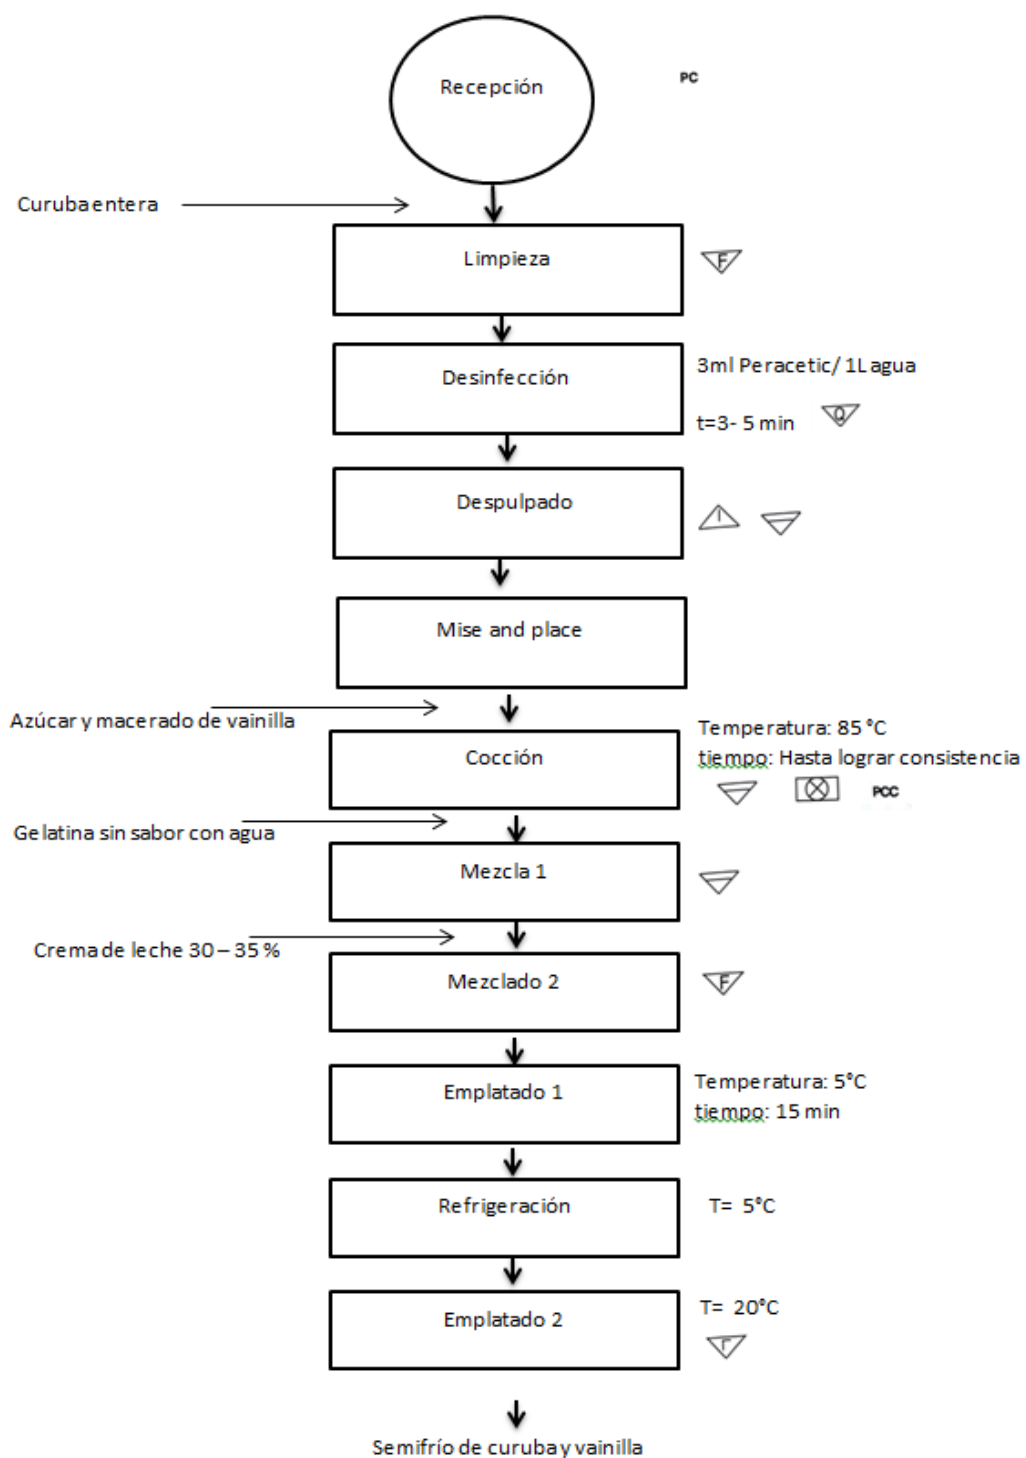 Recepción
PC
Curuba entera
Limpieza
F
Desinfección
3ml Peracetic/ 1L agua
t=3- 5 min
Q
Despulpado
I
Mise and place
Azúcar y macerado de vainilla
Cocción
Temperatura: 85 °C
tiempo: Hasta lograr consistencia
PCC
Gelatina sin sabor con agua
Mezcla 1
Crema de leche 30 – 35 %
Mezclado 2
F
Emplatado 1
Temperatura: 5°C
tiempo: 15 min
Refrigeración
T= 5°C
Emplatado 2
T= 20°C
Semifrío de curuba y vainilla